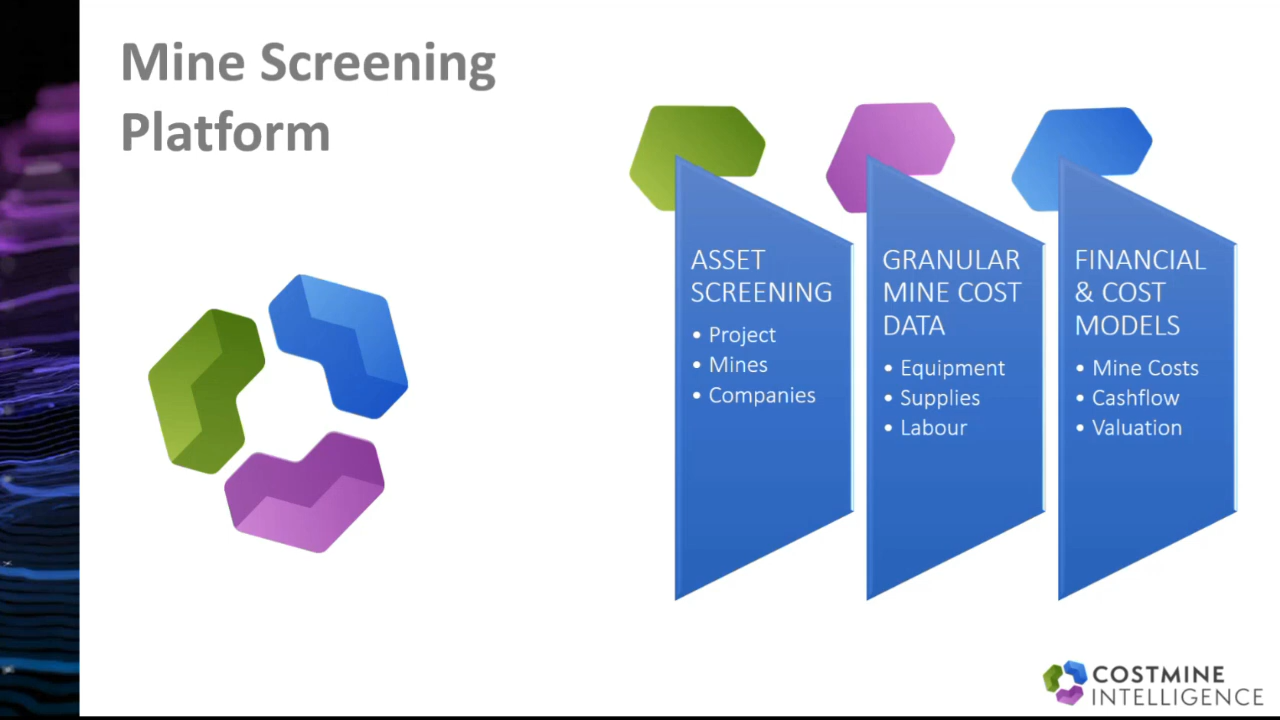 Mine Screening
Platform
ASSET
SCREENING
• Project
• Mines
• Companies
GRANULAR
MINE COST
DATA
• Equipment
• Supplies
• Labour
FINANCIAL
& COST
MODELS
• Mine Costs
• Cashflow
• Valuation
COSTMINE
INTELLIGENCE